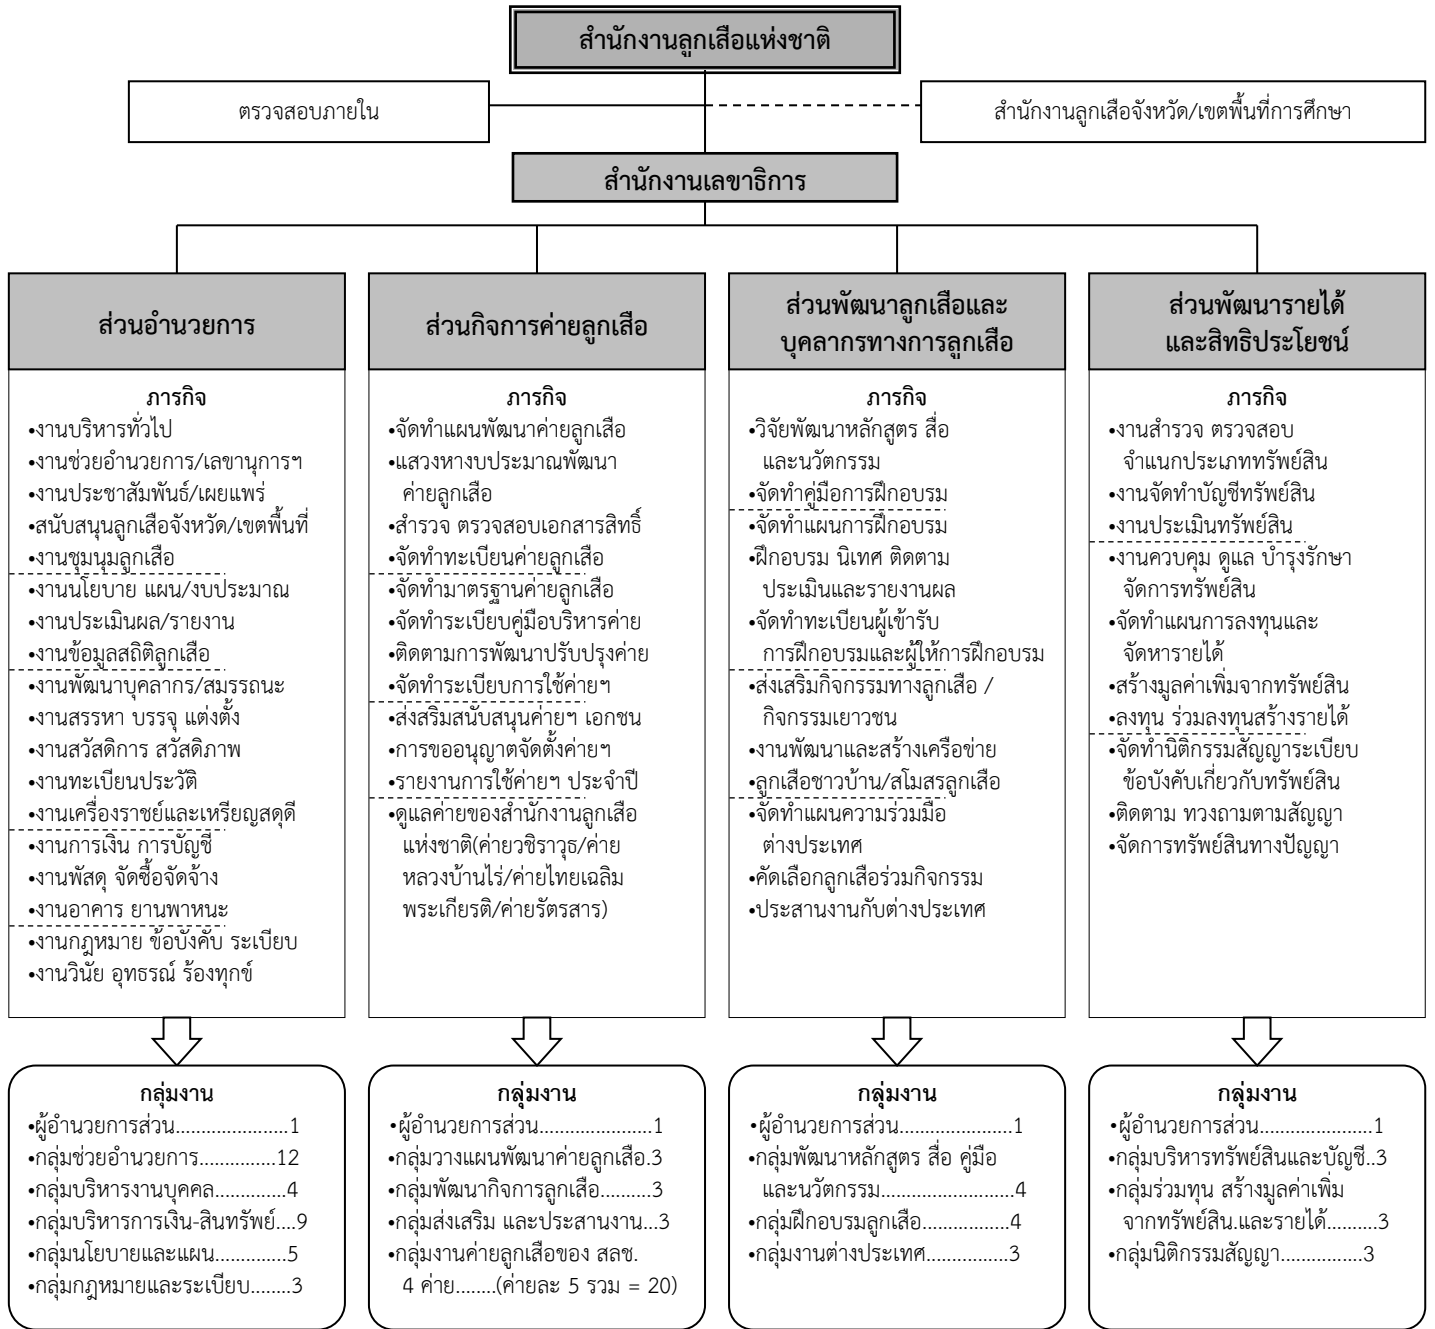 สำนักงานลูกเสือแห่งชาติ
ตรวจสอบภายใน
สำนักงานลูกเสือจังหวัด/เขตพื้นที่การศึกษา
สำนักงานเลขาธิการ
ส่วนอำนวยการ
ภารกิจ
•งานบริหารทั่วไป
•งานช่วยอำนวยการ/เลขานุการฯ
•งานประชาสัมพันธ์/เผยแพร่
•สนับสนุนลูกเสือจังหวัด/เขตพื้นที่
•งานชุมนุมลูกเสือ
•งานนโยบาย แผน/งบประมาณ
•งานประเมินผล/รายงาน
•งานข้อมูลสถิติลูกเสือ
•งานพัฒนาบุคลากร/สมรรถนะ
•งานสรรหา บรรจุ แต่งตั้ง
•งานสวัสดิการ สวัสดิภาพ
•งานทะเบียนประวัติ
•งานเครื่องราชย์และเหรียญสดุดี
•งานการเงิน การบัญชี
•งานพัสดุ จัดซื้อจัดจ้าง
•งานอาคาร ยานพาหนะ
•งานกฎหมาย ข้อบังคับ ระเบียบ
•งานวินัย อุทธรณ์ ร้องทุกข์
กลุ่มงาน
•ผู้อำนวยการส่วน......................1
•กลุ่มช่วยอำนวยการ...............12
•กลุ่มบริหารงานบุคคล..............4
•กลุ่มบริหารการเงิน-สินทรัพย์....9
•กลุ่มนโยบายและแผน..............5
•กลุ่มกฎหมายและระเบียบ........3
ส่วนกิจการค่ายลูกเสือ
ภารกิจ
•จัดทำแผนพัฒนาค่ายลูกเสือ
•แสวงหางบประมาณพัฒนา
ค่ายลูกเสือ
•สำรวจ ตรวจสอบเอกสารสิทธิ์
•จัดทำทะเบียนค่ายลูกเสือ
•จัดทำมาตรฐานค่ายลูกเสือ
•จัดทำระเบียบคู่มือบริหารค่าย
•ติดตามการพัฒนาปรับปรุงค่าย
•จัดทำระเบียบการใช้ค่ายฯ
•ส่งสริมสนับสนุนค่ายฯ เอกชน
•การขออนุญาตจัดตั้งค่ายฯ
•รายงานการใช้ค่ายฯ ประจำปี
•ดูแลค่ายของสำนักงานลูกเสือ
แห่งชาติ(ค่ายวชิราวุธ/ค่าย
หลวงบ้านไร่/ค่ายไทยเฉลิม
พระเกียรติ/ค่ายรัตรสาร)
กลุ่มงาน
•ผู้อำนวยการส่วน......................1
•กลุ่มวางแผนพัฒนาค่ายลูกเสือ.3
•กลุ่มพัฒนากิจการลูกเสือ..........3
•กลุ่มส่งเสริม และประสานงาน...3
•กลุ่มงานค่ายลูกเสือของ สลช.
4 ค่าย........(ค่ายละ 5 รวม = 20)
ส่วนพัฒนาลูกเสือและ
บุคลากรทางการลูกเสือ
ภารกิจ
•วิจัยพัฒนาหลักสูตร สื่อ
และนวัตกรรม
•จัดทำคู่มือการฝึกอบรม
•จัดทำแผนการฝึกอบรม
•ฝึกอบรม นิเทศ ติดตาม
ประเมินและรายงานผล
•จัดทำทะเบียนผู้เข้ารับ
การฝึกอบรมและผู้ให้การฝึกอบรม
•ส่งเสริมกิจกรรมทางลูกเสือ /
กิจกรรมเยาวชน
•งานพัฒนาและสร้างเครือข่าย
•ลูกเสือชาวบ้าน/สโมสรลูกเสือ
•จัดทำแผนความร่วมมือ
ต่างประเทศ
•คัดเลือกลูกเสือร่วมกิจกรรม
•ประสานงานกับต่างประเทศ
กลุ่มงาน
•ผู้อำนวยการส่วน......................1
•กลุ่มพัฒนาหลักสูตร สื่อ คู่มือ
และนวัตกรรม..........................4
•กลุ่มฝึกอบรมลูกเสือ.................4
•กลุ่มงานต่างประเทศ................3
ส่วนพัฒนารายได้
และสิทธิประโยชน์
ภารกิจ
•งานสำรวจ ตรวจสอบ
จำแนกประเภททรัพย์สิน
•งานจัดทำบัญชีทรัพย์สิน
•งานประเมินทรัพย์สิน
•งานควบคุม ดูแล บำรุงรักษา
จัดการทรัพย์สิน
•จัดทำแผนการลงทุนและ
จัดหารายได้
•สร้างมูลค่าเพิ่มจากทรัพย์สิน
•ลงทุน ร่วมลงทุนสร้างรายได้
•จัดทำนิติกรรมสัญญาระเบียบ
ข้อบังคับเกี่ยวกับทรัพย์สิน
•ติดตาม ทวงถามตามสัญญา
•จัดการทรัพย์สินทางปัญญา
กลุ่มงาน
•ผู้อำนวยการส่วน......................1
•กลุ่มบริหารทรัพย์สินและบัญชี..3
•กลุ่มร่วมทุน สร้างมูลค่าเพิ่ม
จากทรัพย์สิน.และรายได้..........3
•กลุ่มนิติกรรมสัญญา................3